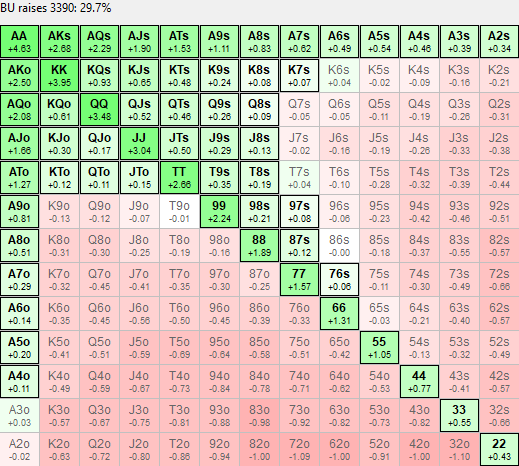 BU raises 3390: 29.7%
AA AKs AQs AJs ATs A9s A8s A7s A6s A5s A4s A3s A2s
+4.63 +2.68 +2.29 +1.90 +1.53 +1.11 +0.83 +0.62 +0.49 +0.54 +0.46 +0.39 +0.34
AKo KK KQs KJs KTs K9s K8s K7s K6s K5s K4s K3s K2s
+2.50 +3.95 +0.93 +0.65 +0.48 +0.24 +0.08 +0.07 +0.04 -0.02 -0.09 -0.16 -0.21
AQo KQo QQ QJs QTs Q9s Q8s Q7s Q6s Q5s Q4s Q3s Q2s
+2.08 +0.61 +3.48 +0.52 +0.46 +0.26 +0.09 -0.05 -0.05 -0.11 -0.19 -0.26 -0.31
AJo KJo QJo JJ JTs J9s J8s J7s J6s J5s J4s J3s J2s
+1.66 +0.30 +0.17 +3.04 +0.50 +0.29 +0.13 -0.02 -0.16 -0.19 -0.26 -0.33 -0.38
ATo KTo QTo JTo TT T9s T8s T7s T6s T5s T4s T3s T2s
+1.27 +0.12 +0.11 +0.15 +2.66 +0.35 +0.19 +0.04 -0.10 -0.28 -0.32 -0.39 -0.44
A9o K9o Q9o J9o T9o 99 98s 97s 96s 95s 94s 93s 92s
+0.81 -0.13 -0.12 -0.07 -0.01 +2.24 +0.21 +0.08 -0.06 -0.23 -0.42 -0.46 -0.51
A8o K8o Q8o J8o T8o 98o 88 87s 86s 85s 84s 83s 82s
+0.51 -0.31 -0.30 -0.25 -0.19 -0.16 +1.89 +0.12 -0.00 -0.18 -0.37 -0.55 -0.57
A7o K7o Q7o J7o T7o 97o 87o 77 76s 75s 74s 73s 72s
+0.29 -0.32 -0.45 -0.41 -0.35 -0.30 -0.25 +1.57 +0.06 -0.11 -0.30 -0.49 -0.66
A6o K6o Q6o J6o T6o 96o 86o 76o 66 65s 64s 63s 62s
+0.14 -0.35 -0.45 -0.56 -0.50 -0.45 -0.39 -0.33 +1.31 -0.03 -0.21 -0.40 -0.57
A5o K5o Q5o J5o T5o 95o 85o 75o 65o 55 54s 53s 52s
+0.20 -0.41 -0.51 -0.59 -0.69 -0.64 -0.58 -0.51 -0.42 +1.05 -0.13 -0.32 -0.49
A4o K4o Q4o J4o T4o 94o 84o 74o 64o 54o 44 43s 42s
+0.11 -0.49 -0.59 -0.67 -0.73 -0.84 -0.78 -0.71 -0.62 -0.53 +0.77 -0.41 -0.57
A3o K3o Q3o J3o T3o 93o 83o 73o 63o 53o 43o 33 32s
+0.03 -0.57 -0.67 -0.75 -0.81 -0.88 -0.98 -0.92 -0.82 -0.73 -0.82 +0.55 -0.66
A2o K2o Q2o J2o T2o 92o 82o 72o 62o 52o 42o 32o 22
-0.02 -0.63 -0.72 -0.80 -0.86 -0.94 -1.00 -1.09 -1.00 -0.91 -1.00 -1.10 +0.43